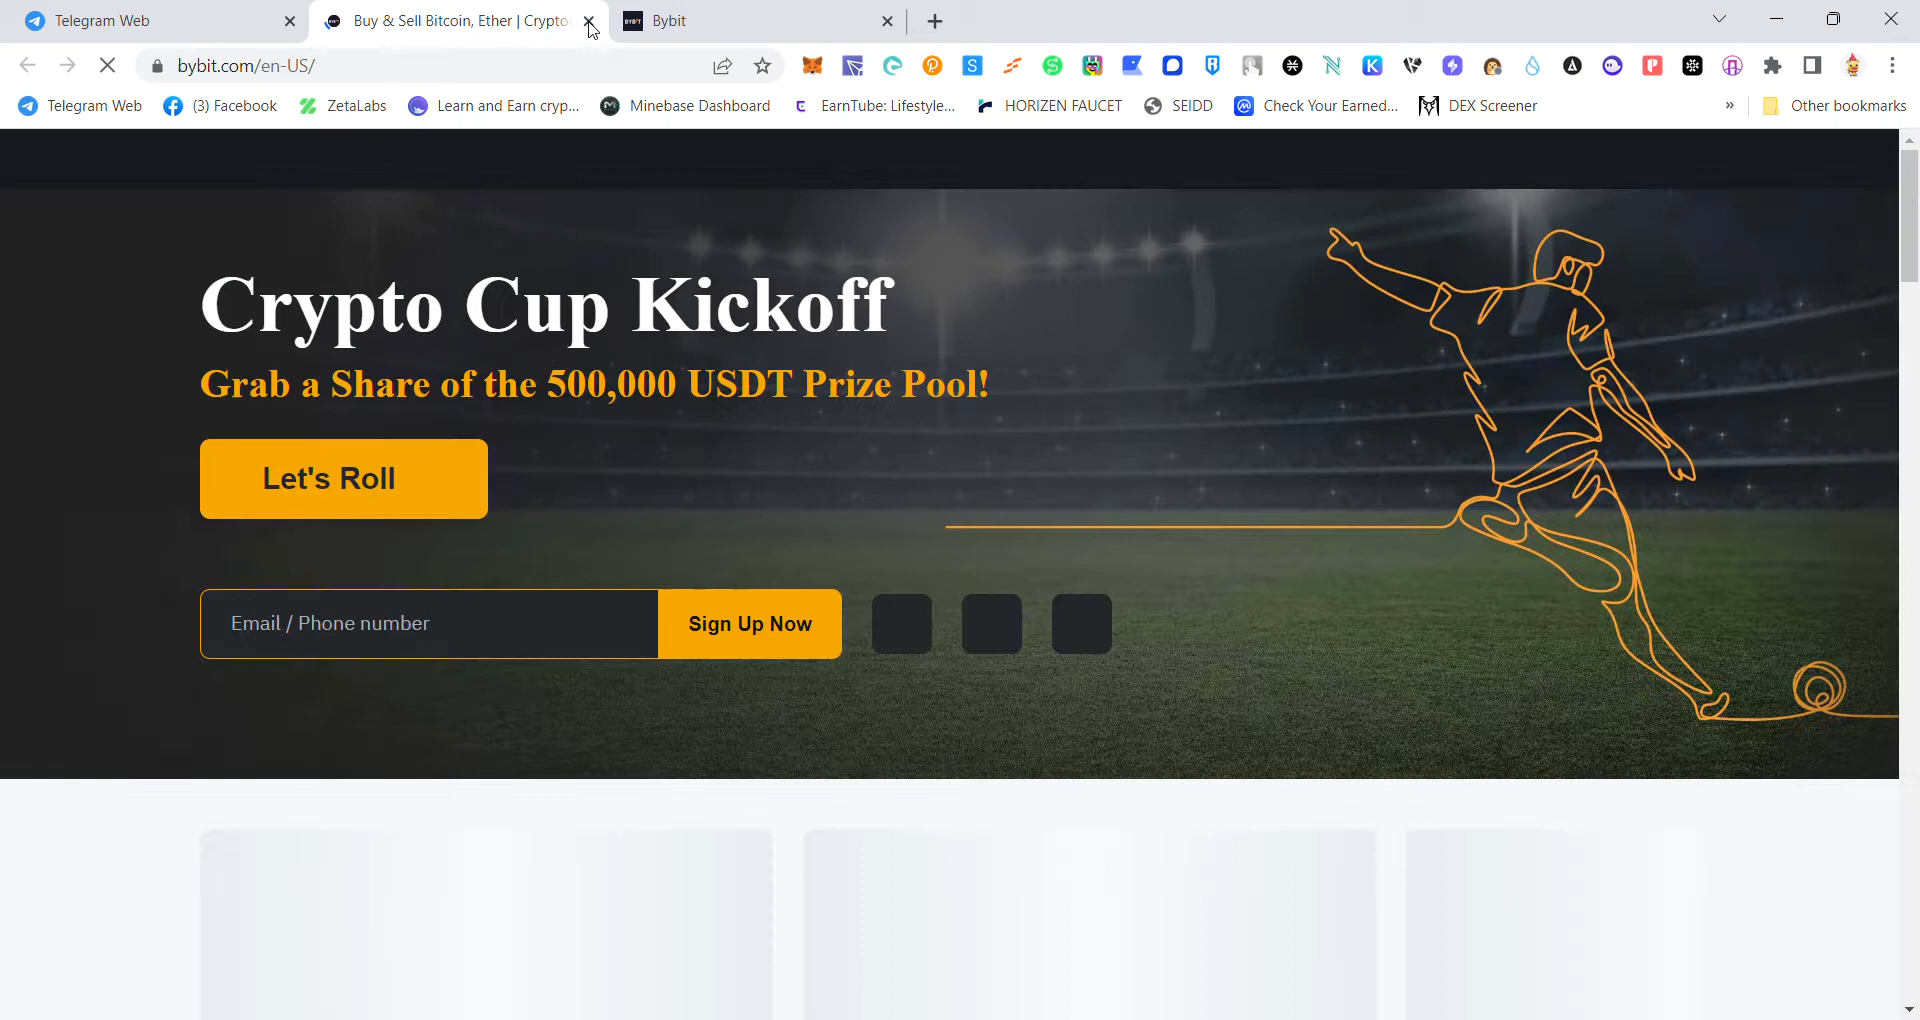 Telegram Web
Buy & Sell Bitcoin, Ether | Crypto
Bybit
bybit.com/en-US/
Telegram Web
(3) Facebook
ZetaLabs
Learn and Earn cryp...
Minebase Dashboard
EarnTube: Lifestyle...
HORIZEN FAUCET
SEIDD
Check Your Earned...
DEX Screener
»
Other bookmarks
Crypto Cup Kickoff
Grab a Share of the 500,000 USDT Prize Pool!
Let's Roll
Email / Phone number
Sign Up Now